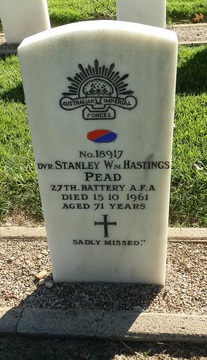 AUSTRALIAN IMPERIAL
FORCES
No. 18917
DVR. STANLEY WM HASTINGS
PEAD
27TH. BATTERY A.F.A
DIED 15 10 1961
AGED 71 YEARS
SADLY MISSED."